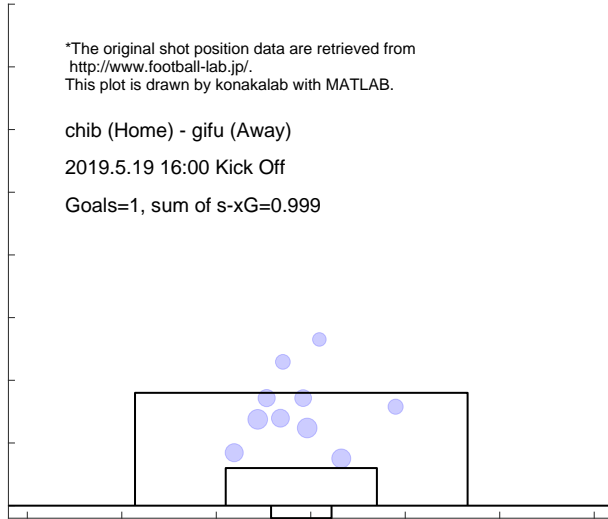 *The original shot position data are retrieved from
http://www.football-lab.jp/.
This plot is drawn by konakalab with MATLAB.
chib (Home) - gifu (Away)
2019.5.19 16:00 Kick Off
Goals=1, sum of s-xG=0.999